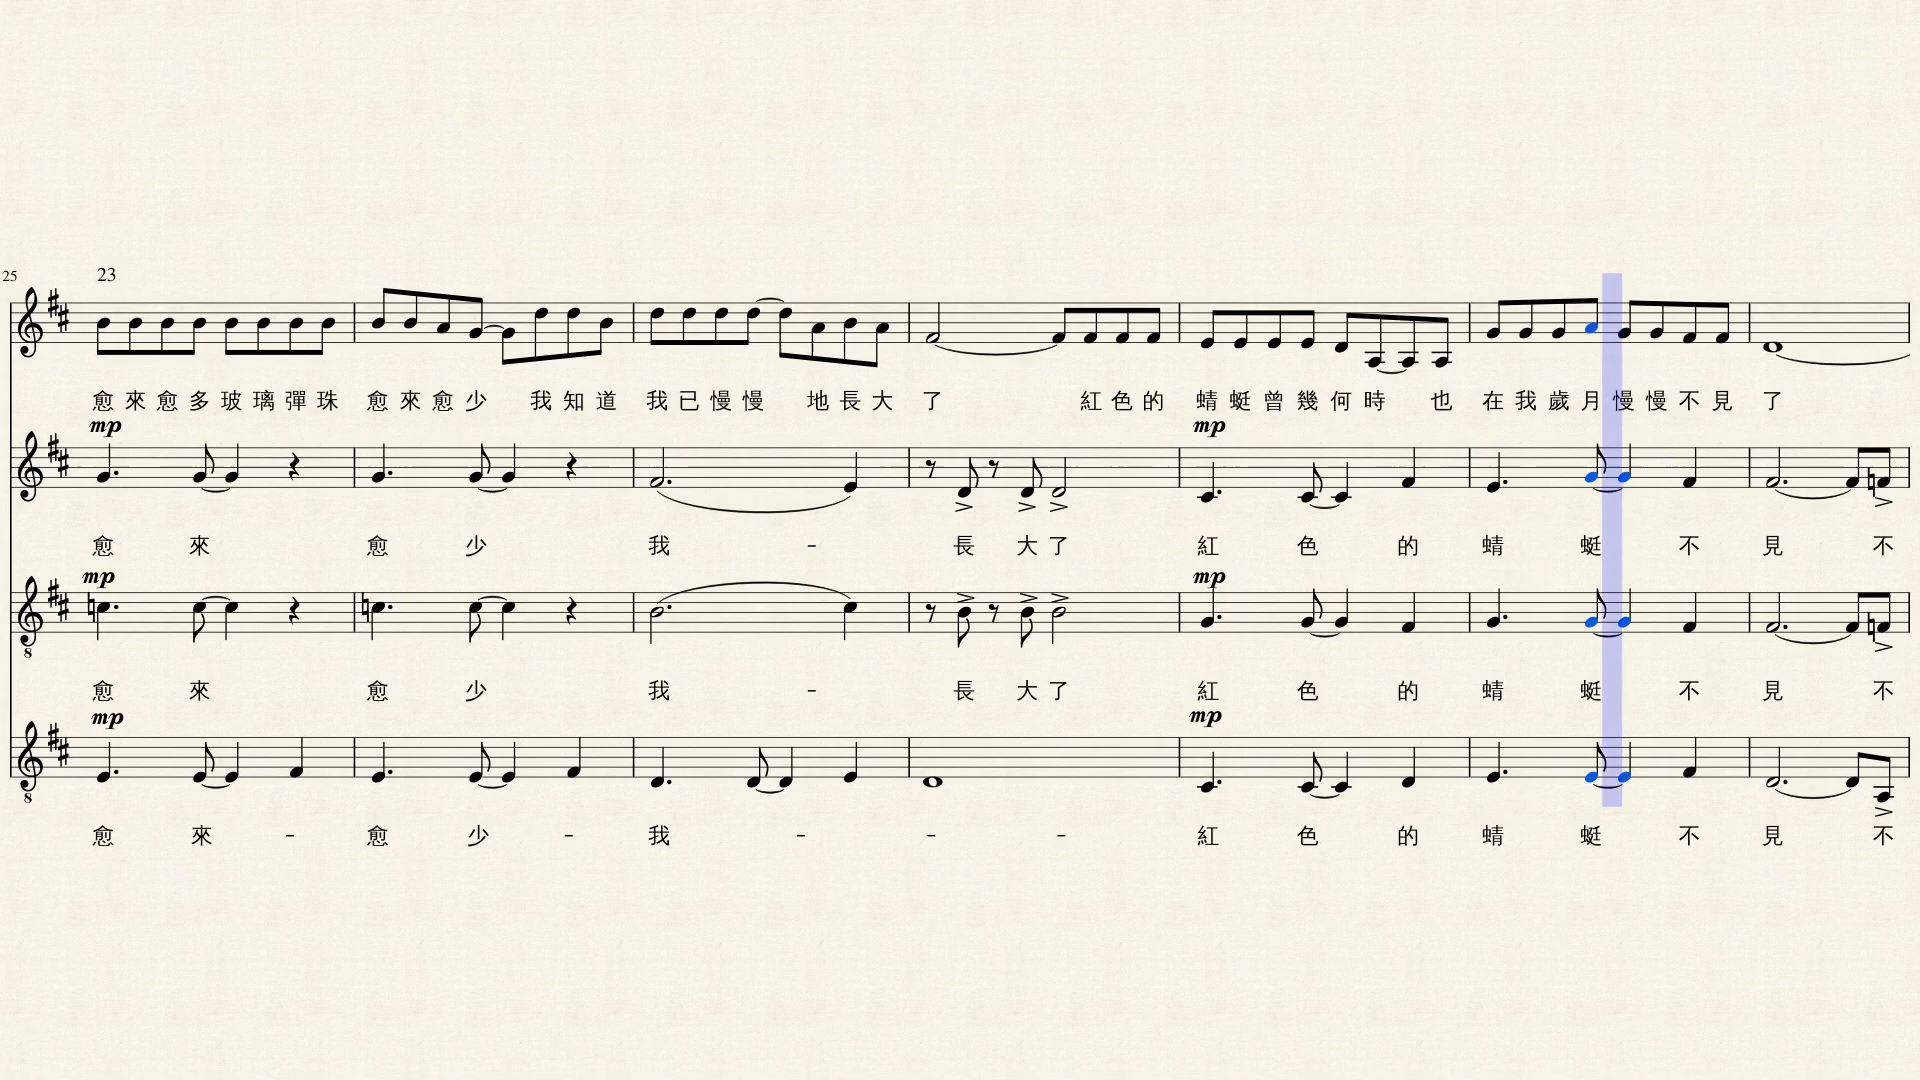 25 23
愈來愈多玻璃彈珠 愈來愈少 我知道 我已慢慢 地長大 了 紅色的 蜻蜓曾幾何時 也 在我歲月慢慢不見 了
mp mp
愈 來 愈 少 我 - 長 大 了 紅 色 的 蜻 蜓 不 見 不
mp mp
8
愈 來 愈 少 我 - 長 大 了 紅 色 的 蜻 蜓 不 見 不
mp mp
8
愈 來 - 愈 少 - 我 - - - 紅 色 的 蜻 蜓 不 見 不